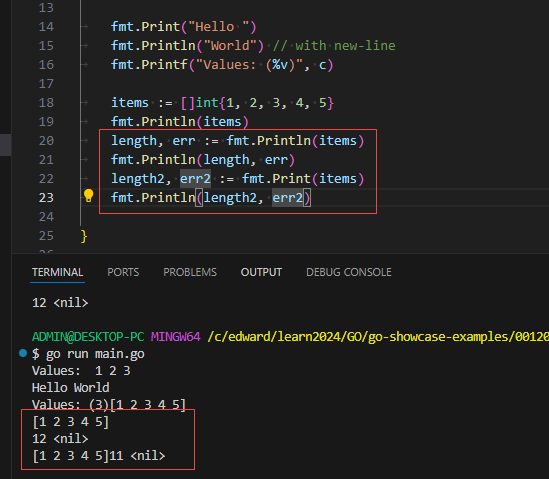 13
14 fmt.Print("Hello ")
15 fmt.Println("World") // with new-line
16 fmt.Printf("Values: (%v)", c)
17
18 items := []int{1, 2, 3, 4, 5}
19 fmt.Println(items)
20 length, err := fmt.Println(items)
21 fmt.Println(length, err)
22 length2, err2 := fmt.Print(items)
23 fmt.Println(length2, err2)
24
25 }
26
TERMINAL PORTS PROBLEMS OUTPUT DEBUG CONSOLE
12 <nil>
ADMIN@DESKTOP-PC MINGW64 /c/edward/learn2024/GO/go-showcase-examples/00120
$ go run main.go
Values:  1 2 3
Hello World
Values: (3)[1 2 3 4 5]
[1 2 3 4 5]
12 <nil>
[1 2 3 4 5]11 <nil>